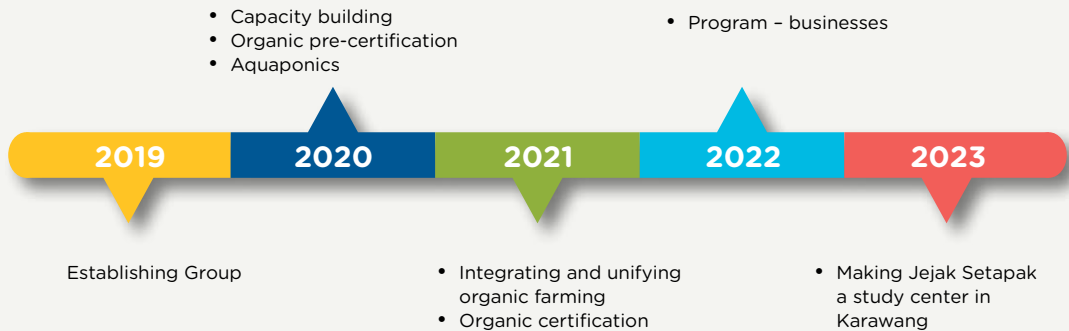 • Capacity building
• Organic pre-certification
• Aquaponics
• Program – businesses
2019
2020
2021
2022
2023
Establishing Group
• Integrating and unifying
organic farming
• Organic certification
• Making Jejak Setapak
a study center in
Karawang